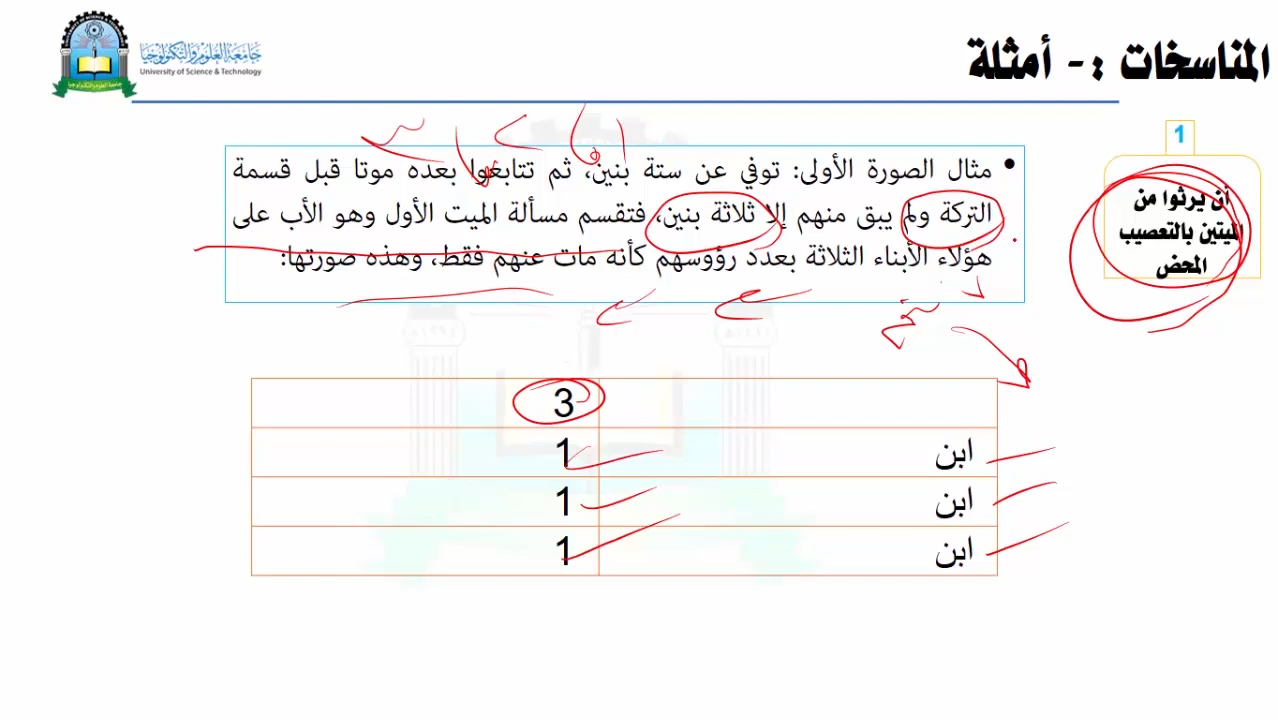 جامعة العلوم والتكنولوجيا
University of Science & Technology
المناسخات :- أمثلة
1
أن يرثوا من
الميتين بالتعصيب
المحض
• مثال الصورة الأولى: توفي عن ستة بنين، ثم تتابعوا بعده موتا قبل قسمة
التركة ولم يبق منهم إلا ثلاثة بنين، فتقسم مسألة الميت الأول وهو الأب على
هؤلاء الأبناء الثلاثة بعدد رؤوسهم كأنه مات عنهم فقط، وهذه صورتها:
3
ابن 1
ابن 1
ابن 1